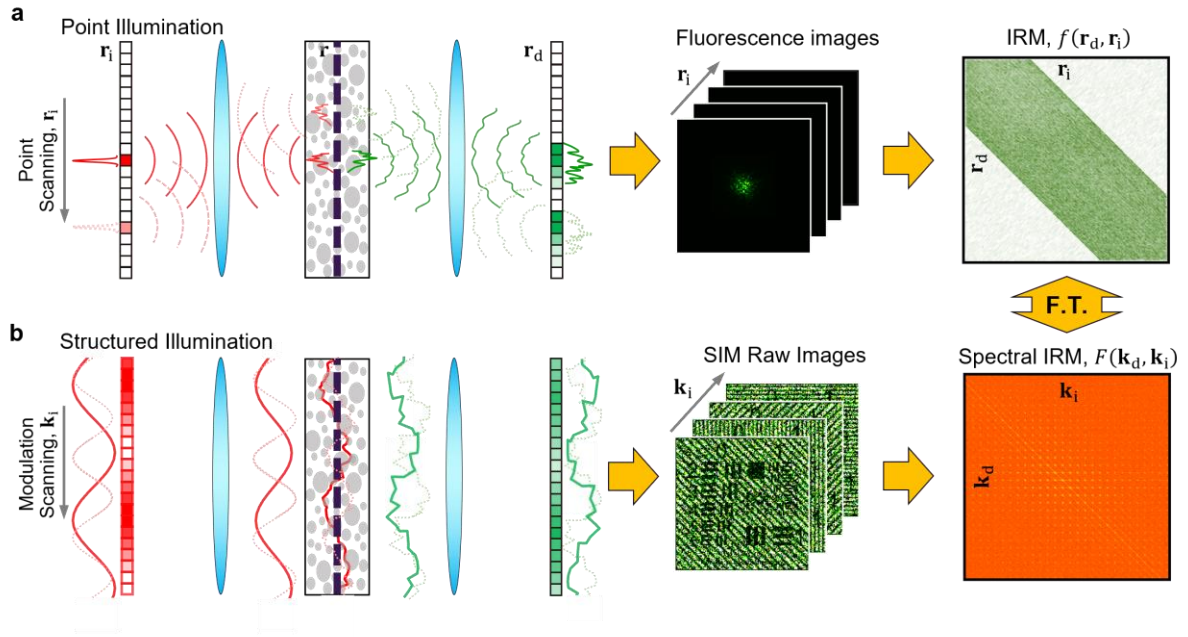 a
Point Illumination
r_i
r
r_d
Point
Scanning, r_i
Fluorescence images
r_i
IRM, f(r_d, r_i)
r_i
r_d
F.T.
b
Structured Illumination
Modulation
Scanning, k_i
SIM Raw Images
k_i
Spectral IRM, F(k_d, k_i)
k_i
k_d